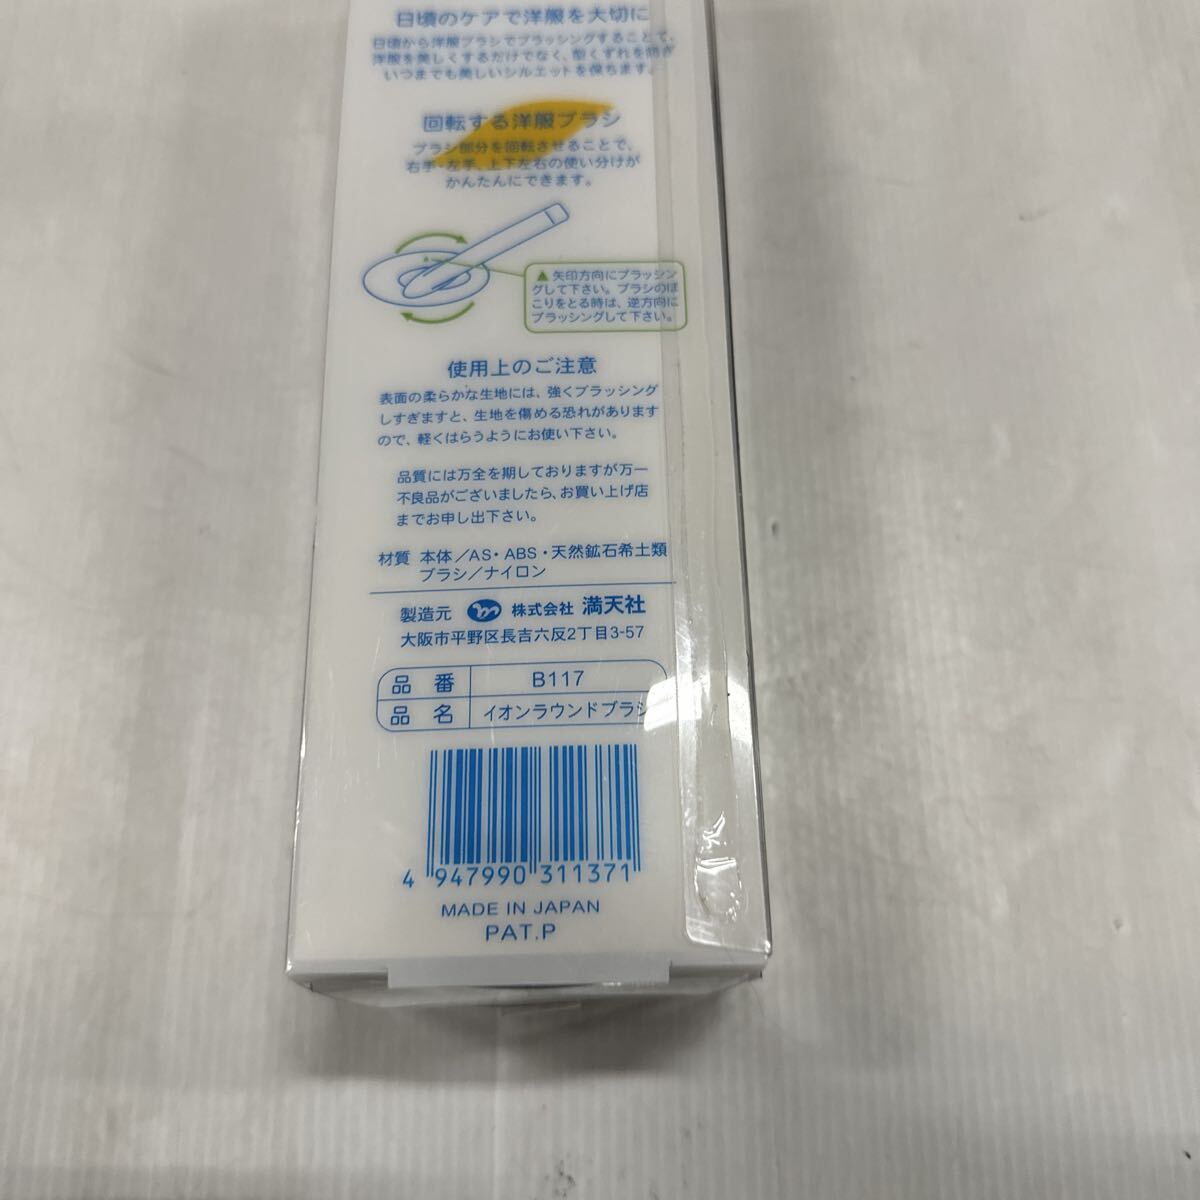 日頃のケアで洋服を大切に
日頃から洋服ブラシでブラッシングすることで、
洋服を美しくするだけでなく、型くずれを防ぎ
いつまでも美しいシルエットを保ちます。
回転する洋服ブラシ
ブラシ部分を回転させることで、
右手・左手、上下左右の使い分けが
かんたんにできます。
▲矢印方向にブラッシン
グして下さい。ブラシのほ
こりをとる時は、逆方向に
ブラッシングして下さい。
使用上のご注意
表面の柔らかな生地には、強くブラッシング
しすぎますと、生地を傷める恐れがあります
ので、軽くはらうようにお使い下さい。
品質には万全を期しておりますが万一
不良品がございましたら、お買い上げ店
までお申し出下さい。
材質 本体/AS・ABS・天然鉱石希土類
ブラシ/ナイロン
製造元 株式会社 満天社
大阪市平野区長吉六反2丁目3-57
品番 B117
品名 イオンラウンドブラシ
4 947990 311371
MADE IN JAPAN
PAT.P